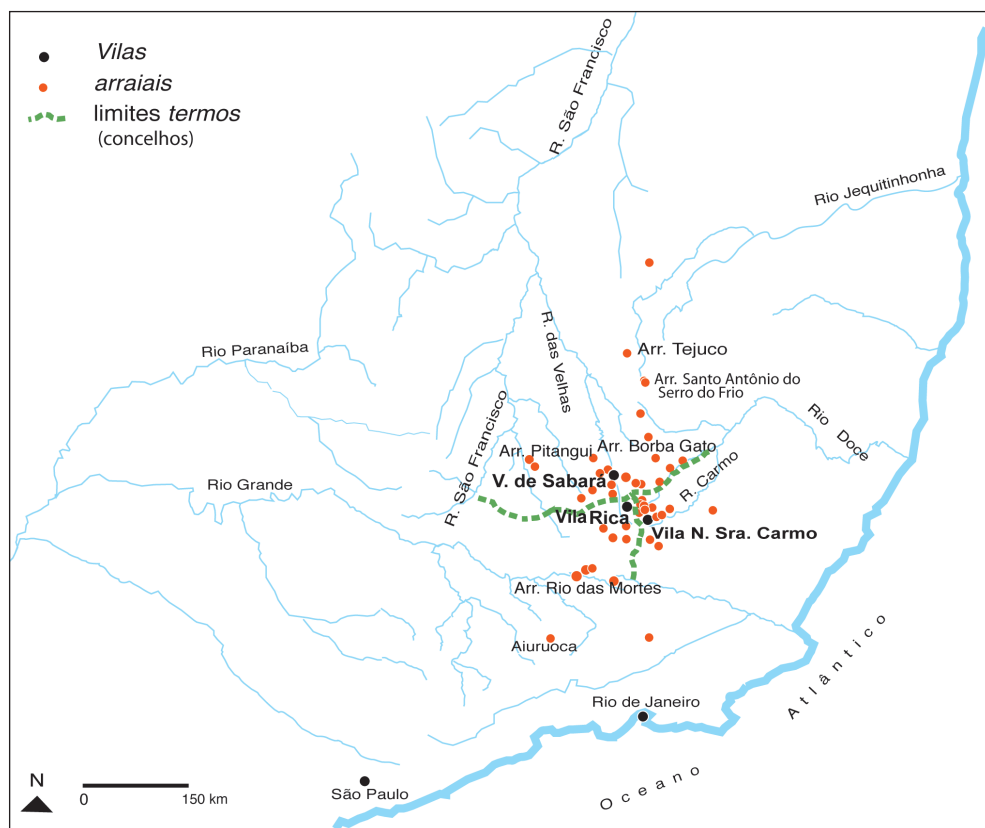 Vilas
arraiais
limites termos
(concelhos)
R. São Francisco
Rio Jequitinhonha
Rio Paranaíba
R. das Velhas
Arr. Tejuco
Arr. Santo Antônio do
Serro do Frio
R. São Francisco
Arr. Pitangui
Arr. Borba Gato
Rio Doce
Rio Grande
V. de Sabará
R. Carmo
Vila Rica
Vila N. Sra. Carmo
Arr. Rio das Mortes
Aiuruoca
Rio de Janeiro
Oceano Atlântico
São Paulo
N
0 150 km